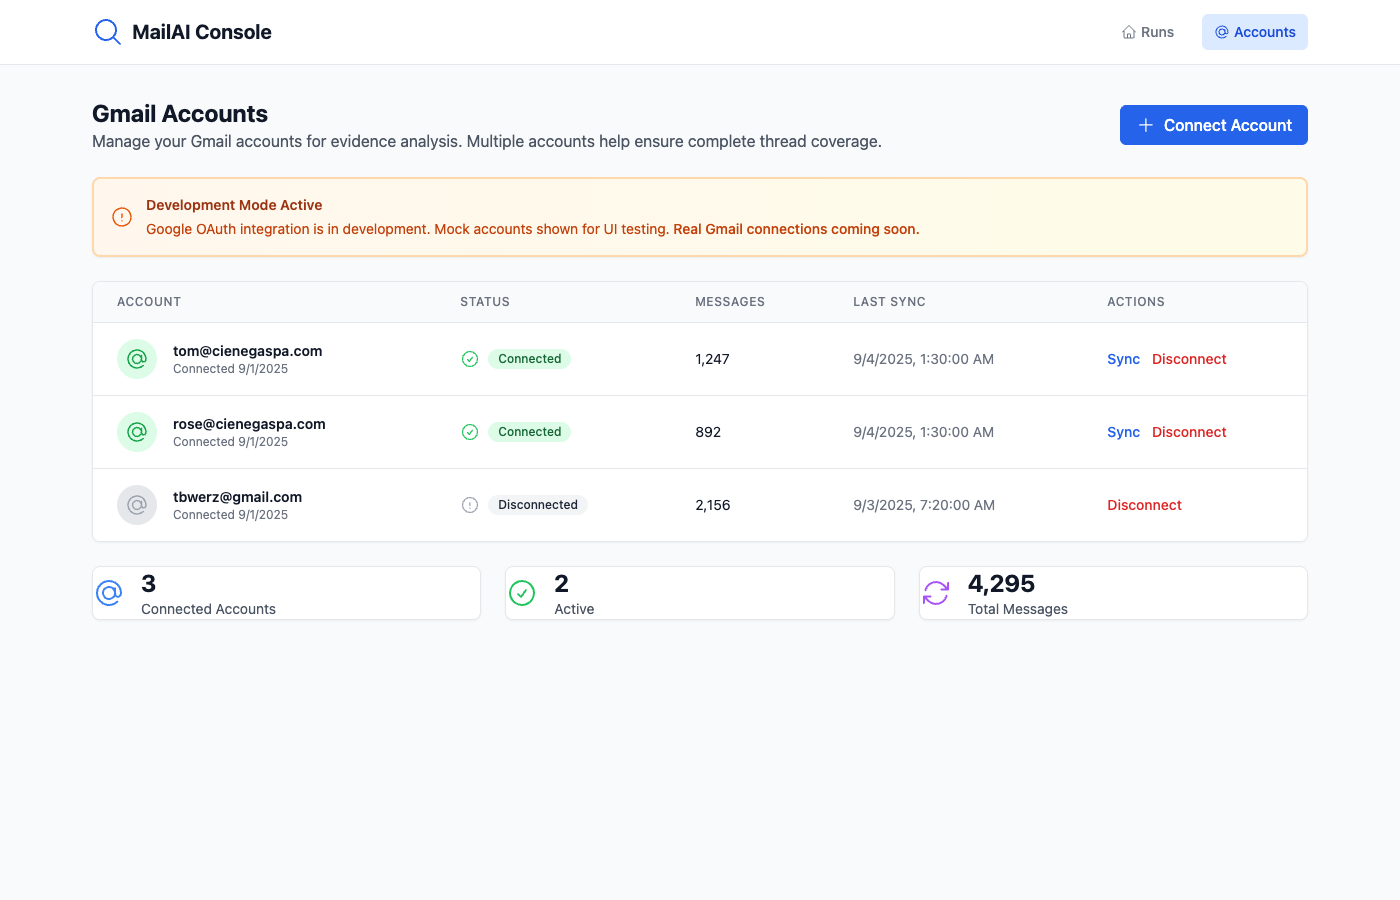 MailAI Console
Runs
Accounts
Gmail Accounts
Manage your Gmail accounts for evidence analysis. Multiple accounts help ensure complete thread coverage.
Connect Account
Development Mode Active
Google OAuth integration is in development. Mock accounts shown for UI testing. Real Gmail connections coming soon.
ACCOUNT STATUS MESSAGES LAST SYNC ACTIONS
tom@cienegaspa.com
Connected 9/1/2025
Connected 1,247 9/4/2025, 1:30:00 AM Sync Disconnect
rose@cienegaspa.com
Connected 9/1/2025
Connected 892 9/4/2025, 1:30:00 AM Sync Disconnect
tbwerz@gmail.com
Connected 9/1/2025
Disconnected 2,156 9/3/2025, 7:20:00 AM Disconnect
3
Connected Accounts
2
Active
4,295
Total Messages